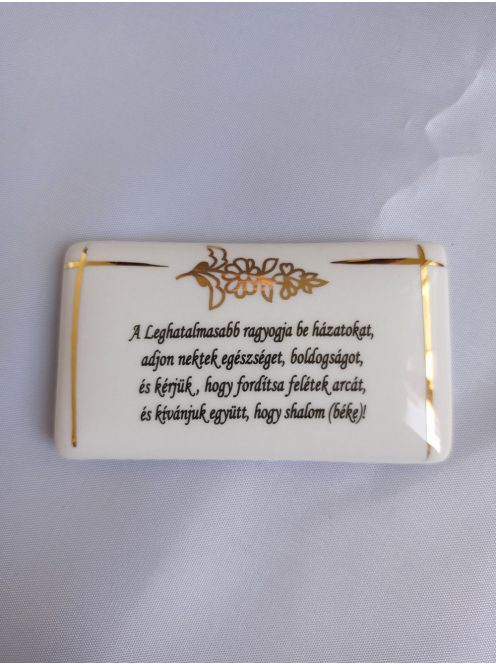 A Leghatalmasabb ragyogja be házatokat,
adjon nektek egészséget, boldogságot,
és kérjük , hogy fordítsa felétek arcát,
és kívánjuk együtt, hogy shalom (béke)!